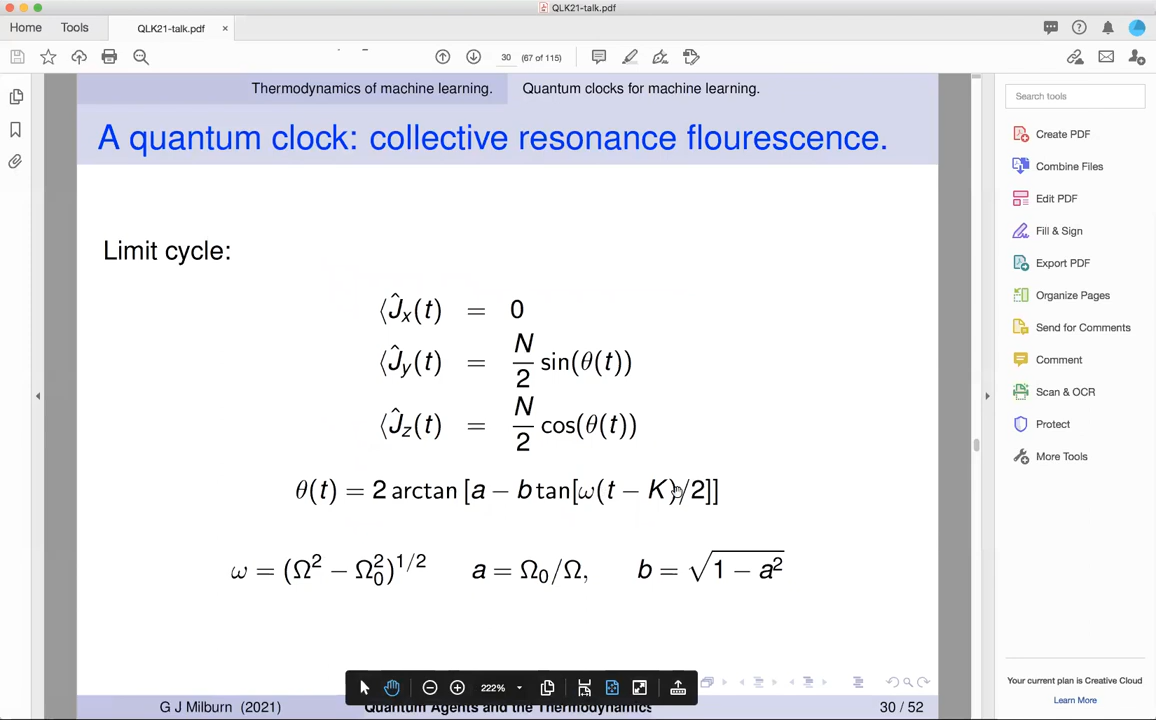 QLK21-talk.pdf
Home Tools QLK21-talk.pdf ×
30 (67 of 115)
Thermodynamics of machine learning. Quantum clocks for machine learning.
A quantum clock: collective resonance flourescence.
Limit cycle:
⟨Ĵ_x(t) = 0
⟨Ĵ_y(t) = N/2 sin(θ(t))
⟨Ĵ_z(t) = N/2 cos(θ(t))
θ(t) = 2 arctan [a − b tan[ω(t − K)/2]]
ω = (Ω² − Ω₀²)^{1/2} a = Ω₀/Ω, b = √(1 − a²)
222%
G J Milburn (2021) Quantum Agents and the Thermodynamics 30 / 52
Search tools
Create PDF
Combine Files
Edit PDF
Fill & Sign
Export PDF
Organize Pages
Send for Comments
Comment
Scan & OCR
Protect
More Tools
Your current plan is Creative Cloud
Learn More